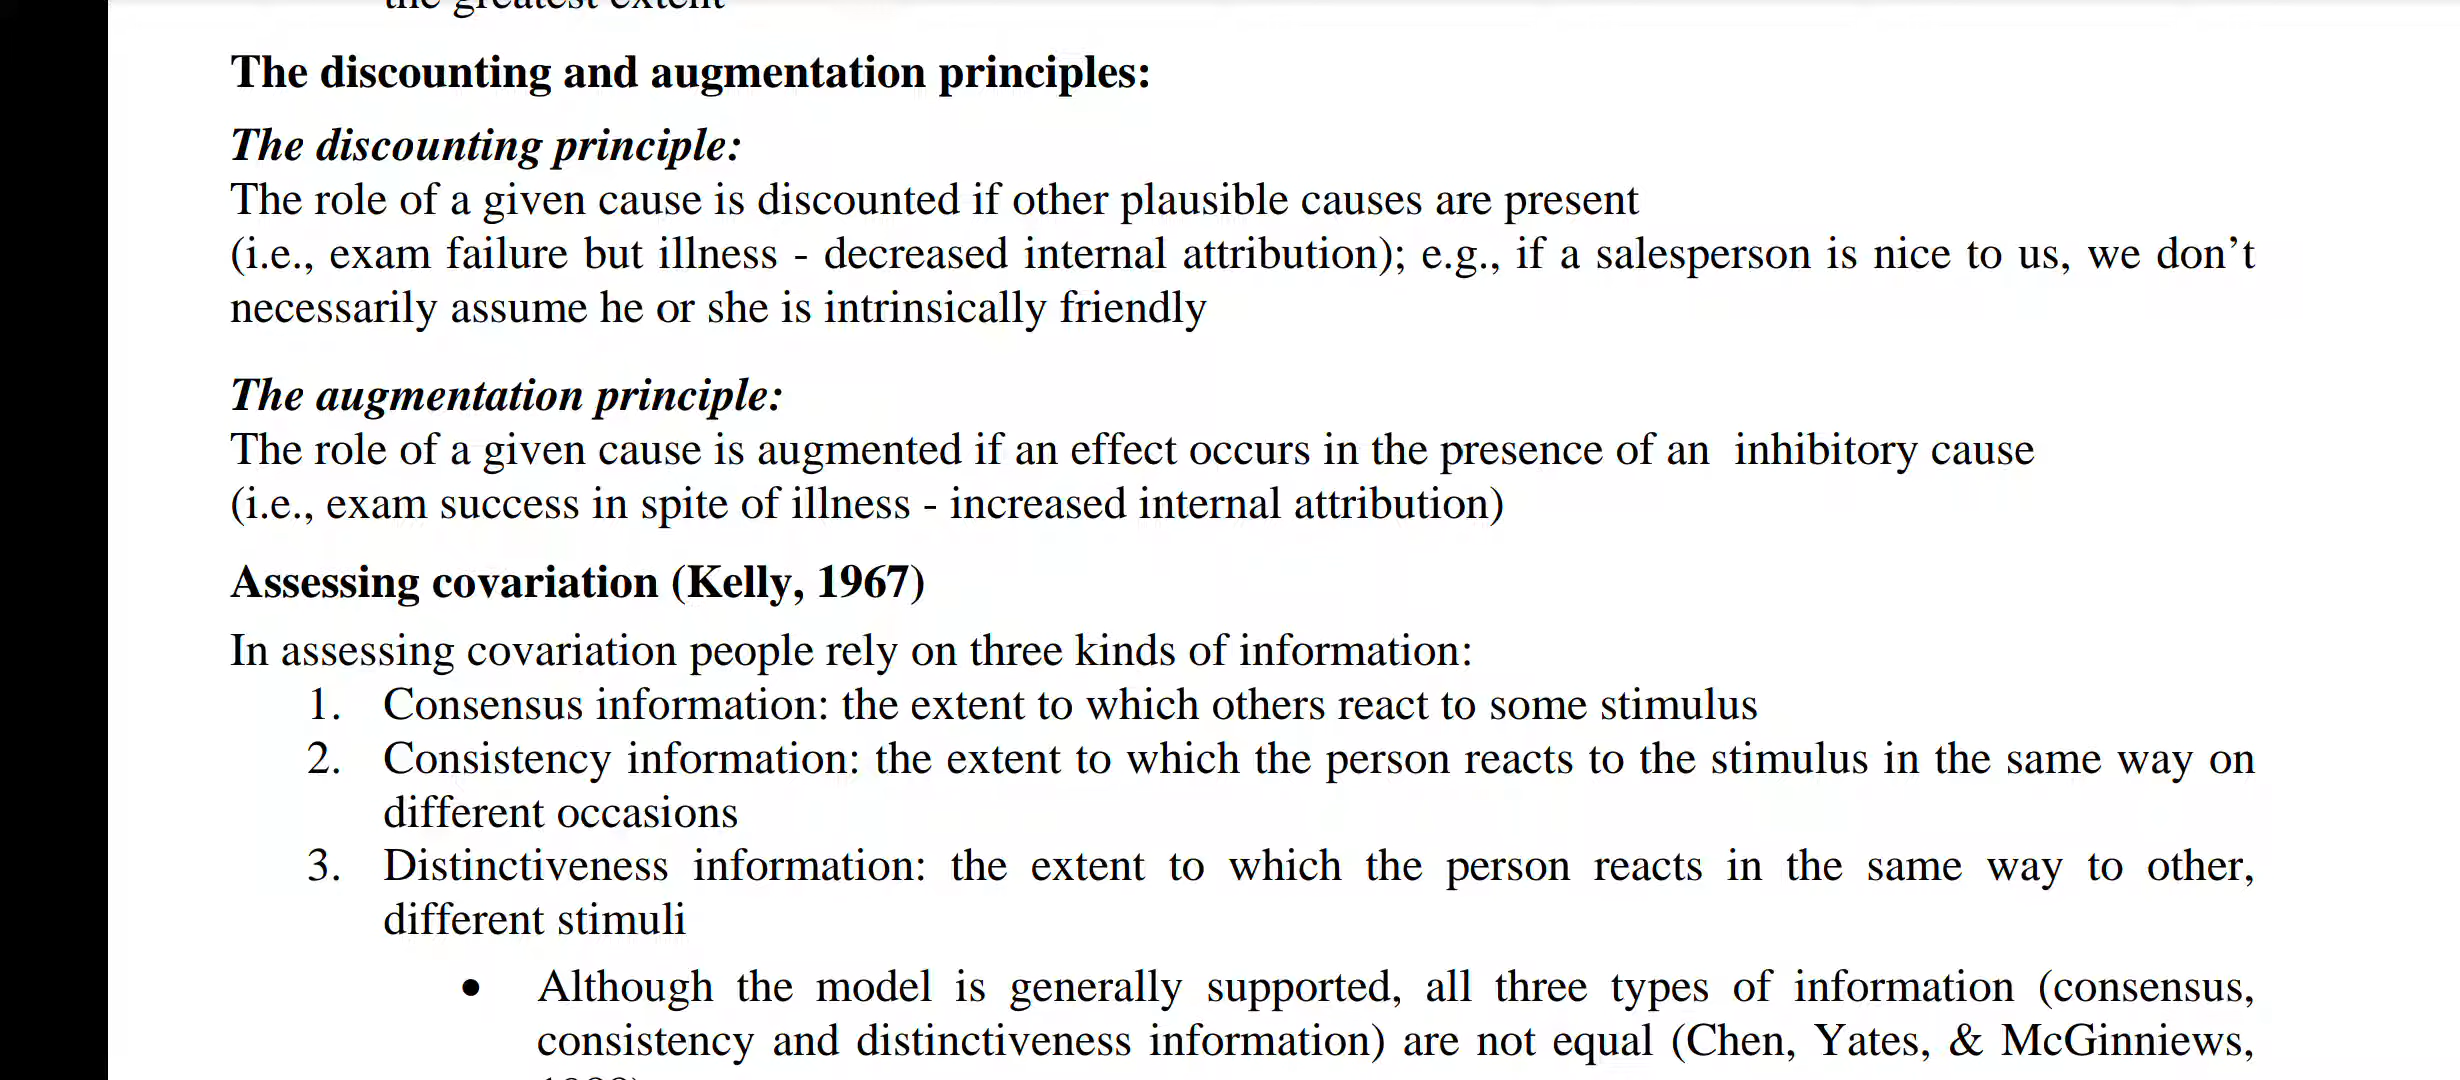 the greatest extent
The discounting and augmentation principles:
The discounting principle:
The role of a given cause is discounted if other plausible causes are present
(i.e., exam failure but illness - decreased internal attribution); e.g., if a salesperson is nice to us, we don’t
necessarily assume he or she is intrinsically friendly
The augmentation principle:
The role of a given cause is augmented if an effect occurs in the presence of an  inhibitory cause
(i.e., exam success in spite of illness - increased internal attribution)
Assessing covariation (Kelly, 1967)
In assessing covariation people rely on three kinds of information:
1. Consensus information: the extent to which others react to some stimulus
2. Consistency information: the extent to which the person reacts to the stimulus in the same way on
different occasions
3. Distinctiveness information: the extent to which the person reacts in the same way to other,
different stimuli
• Although the model is generally supported, all three types of information (consensus,
consistency and distinctiveness information) are not equal (Chen, Yates, & McGinniews,